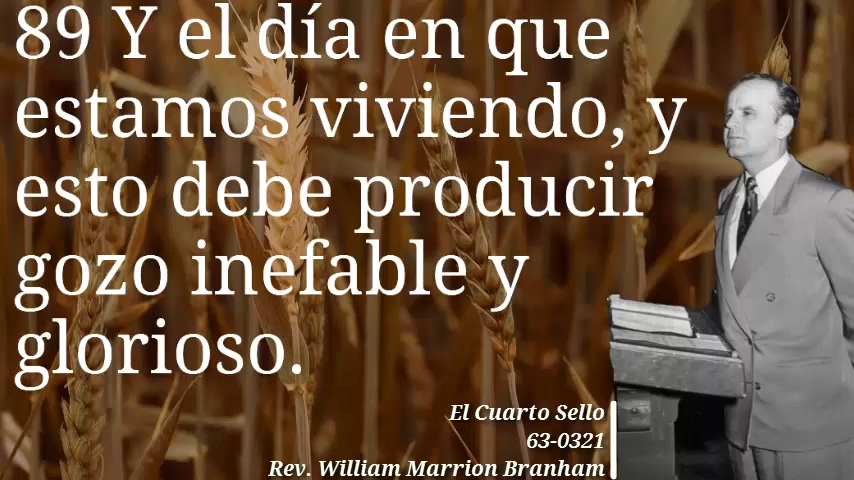 89 Y el día en que
estamos viviendo, y
esto debe producir
gozo inefable y
glorioso.
El Cuarto Sello
63-0321
Rev. William Marrion Branham